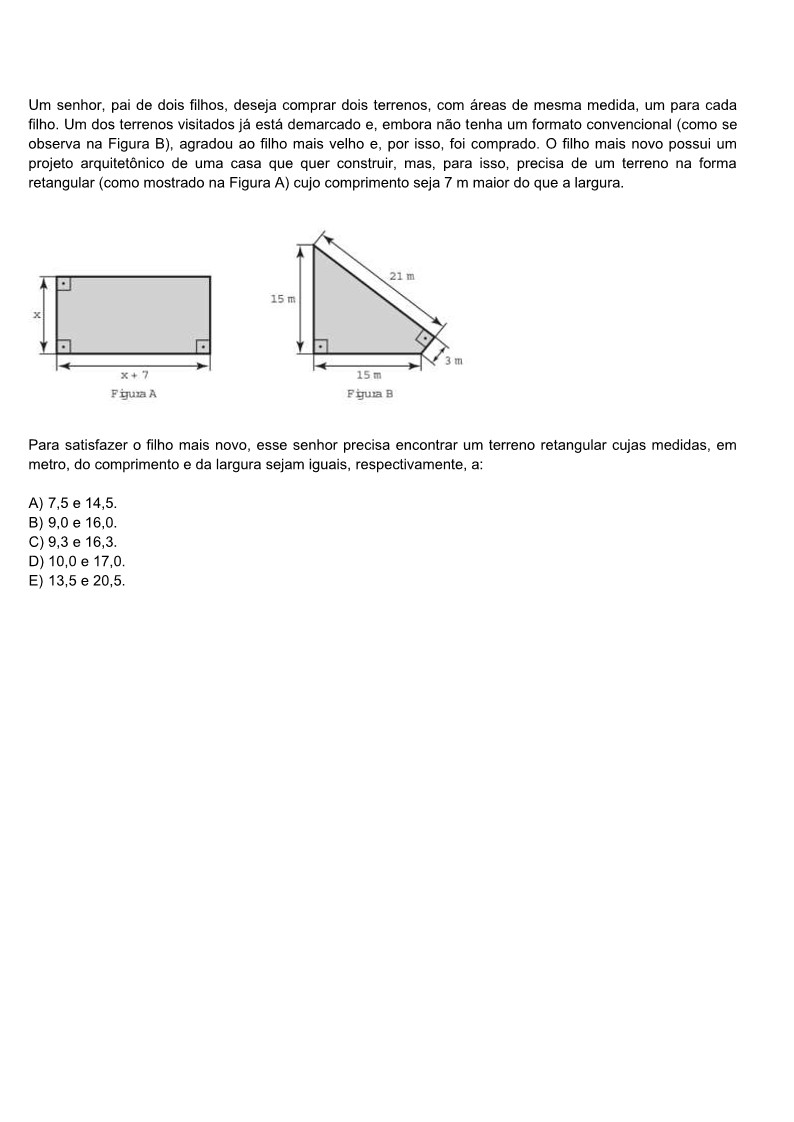 Um senhor, pai de dois filhos, deseja comprar dois terrenos, com áreas de mesma medida, um para cada
filho. Um dos terrenos visitados já está demarcado e, embora não tenha um formato convencional (como se
observa na Figura B), agradou ao filho mais velho e, por isso, foi comprado. O filho mais novo possui um
projeto arquitetônico de uma casa que quer construir, mas, para isso, precisa de um terreno na forma
retangular (como mostrado na Figura A) cujo comprimento seja 7 m maior do que a largura.
x
x + 7
Figura A
15 m
21 m
3 m
15 m
Figura B
Para satisfazer o filho mais novo, esse senhor precisa encontrar um terreno retangular cujas medidas, em
metro, do comprimento e da largura sejam iguais, respectivamente, a:
A) 7,5 e 14,5.
B) 9,0 e 16,0.
C) 9,3 e 16,3.
D) 10,0 e 17,0.
E) 13,5 e 20,5.